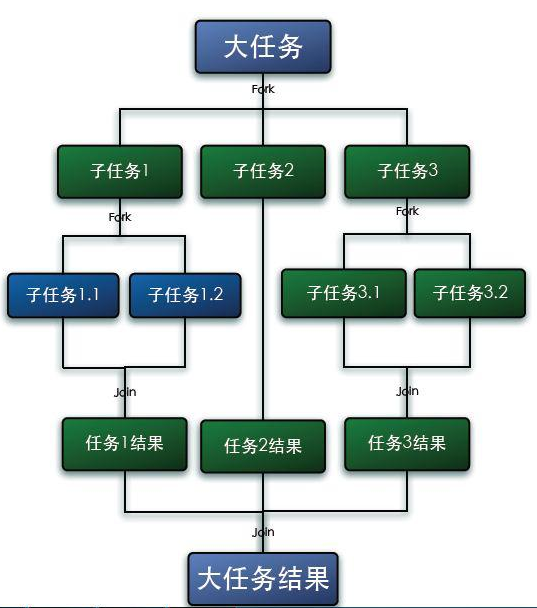 大任务
Fork
子任务1
子任务2
子任务3
Fork
Fork
子任务1.1
子任务1.2
子任务3.1
子任务3.2
Join
Join
任务1结果
任务2结果
任务3结果
Join
大任务结果